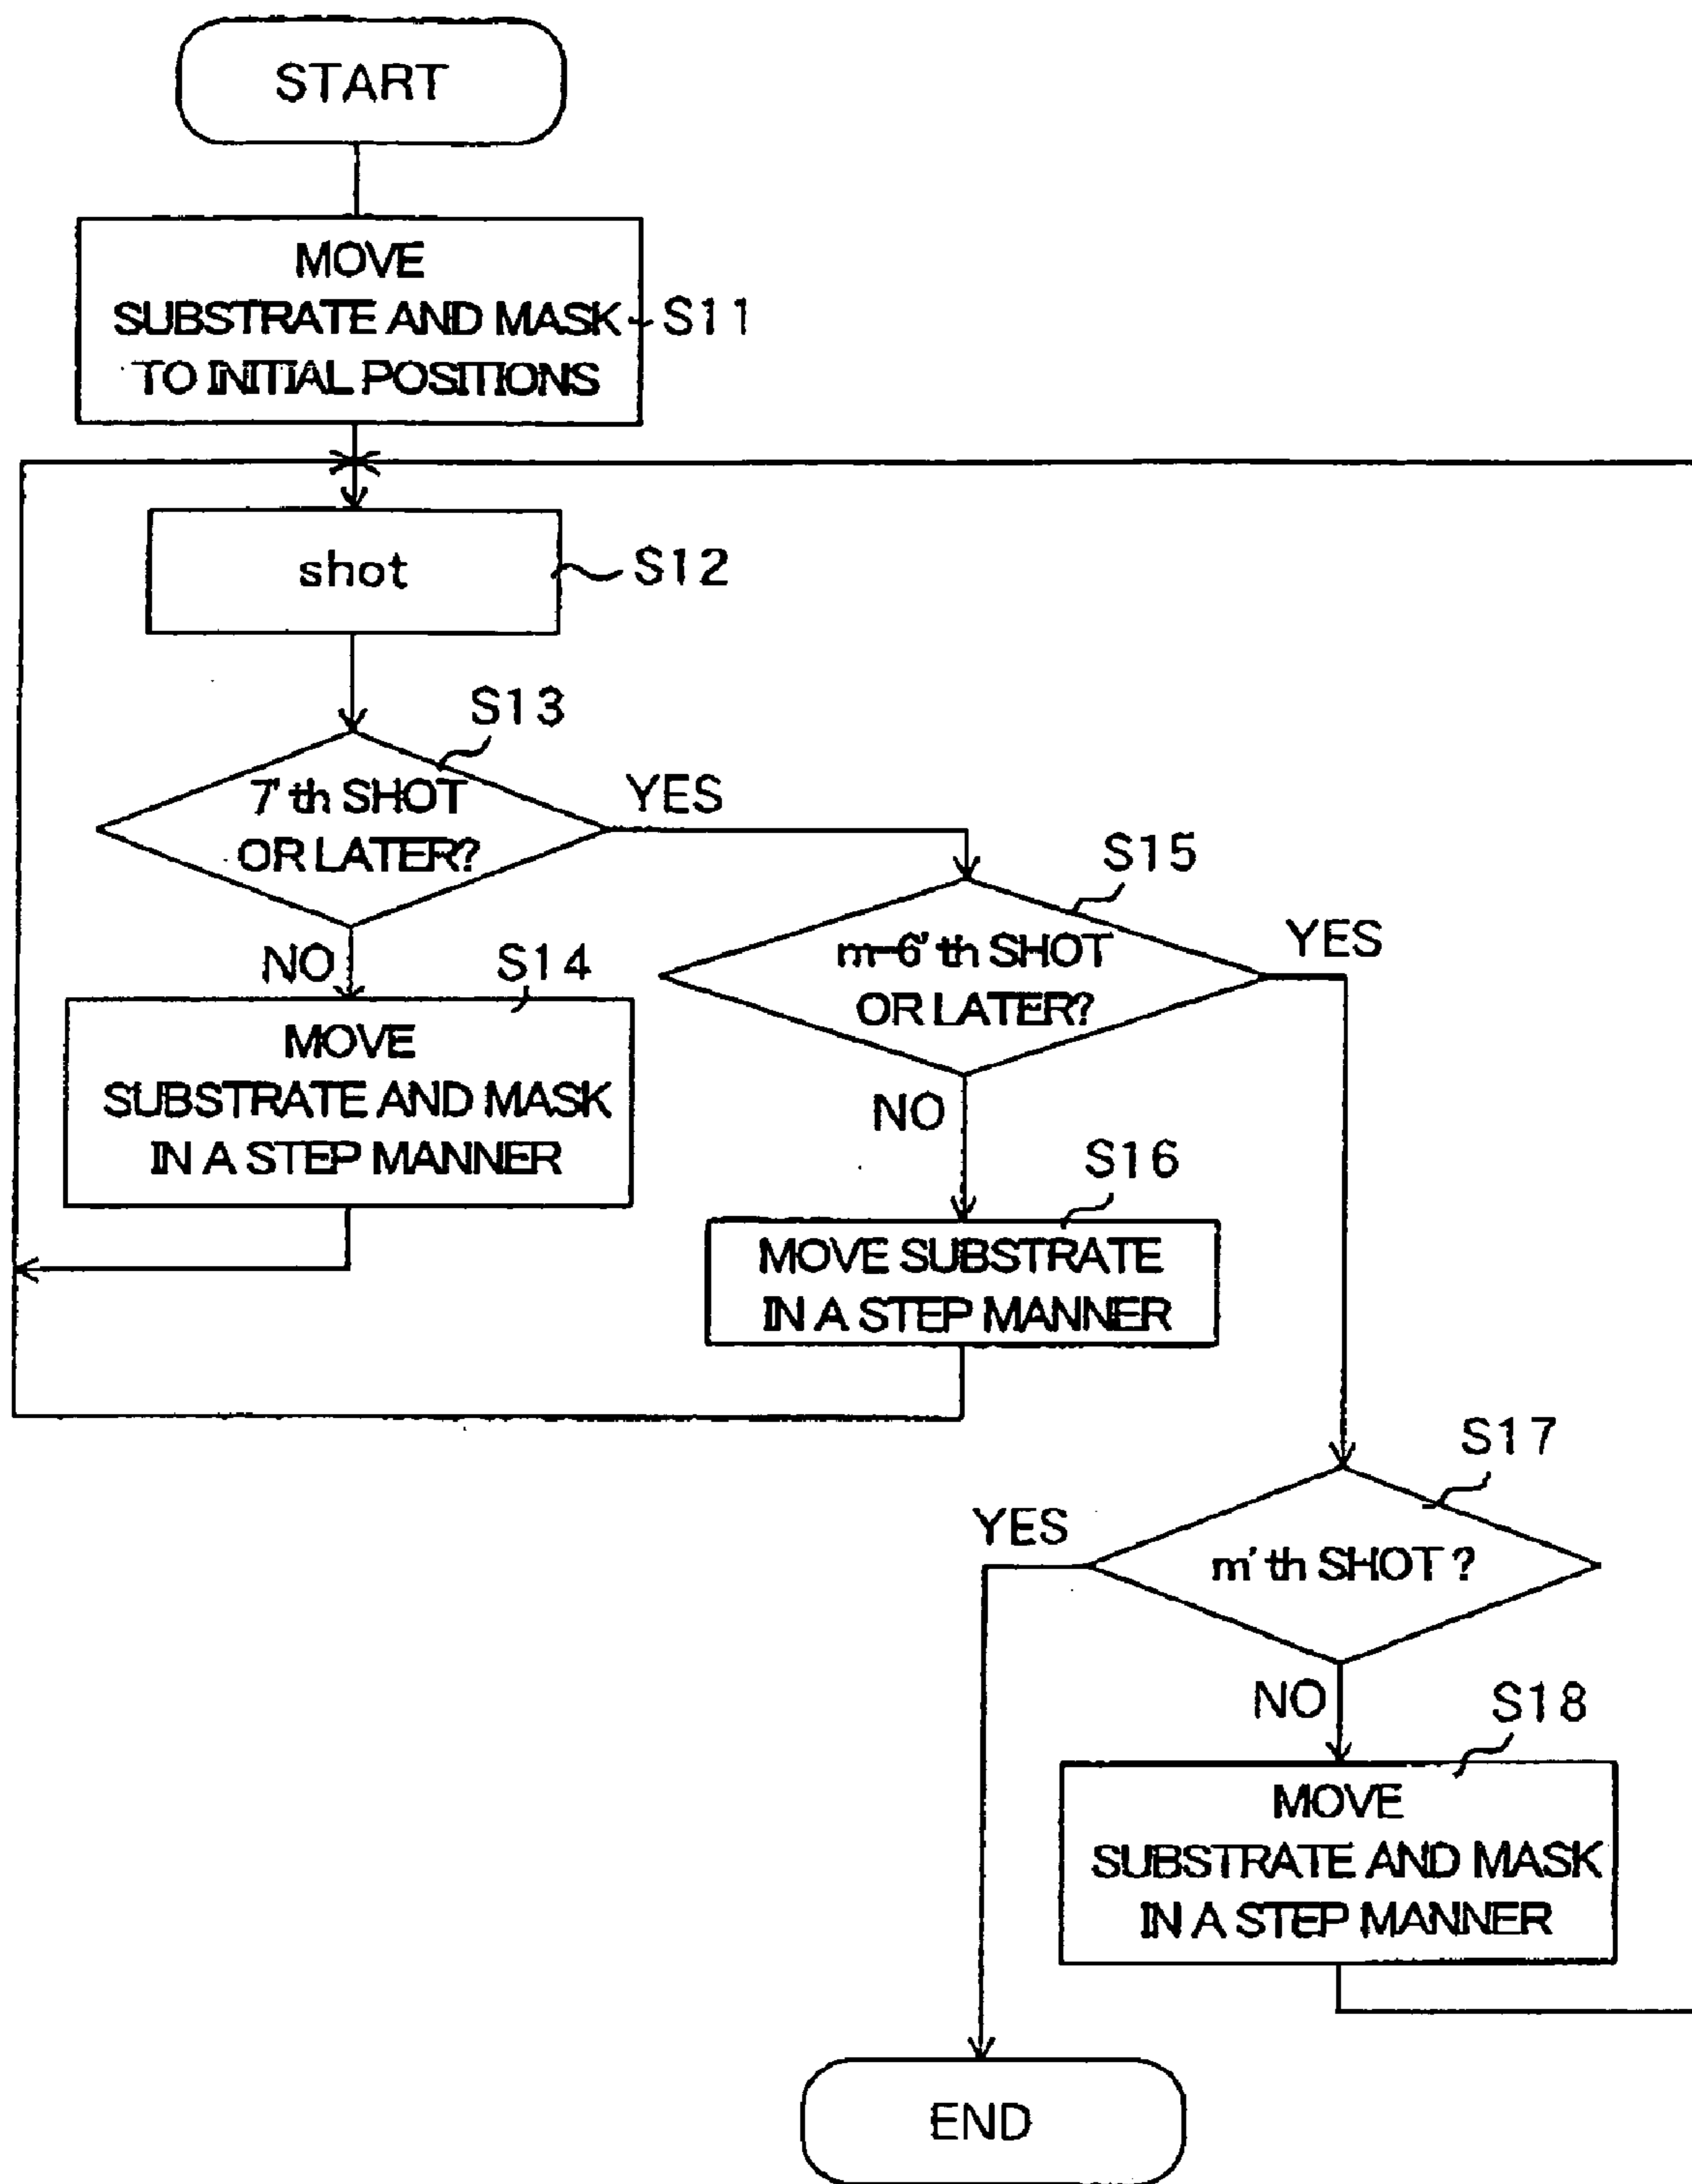 START
MOVE
SUBSTRATE AND MASK
TO INITIAL POSITIONS
S11
shot
S12
S13
7'th SHOT
OR LATER?
YES
NO
S14
MOVE
SUBSTRATE AND MASK
IN A STEP MANNER
S15
m-6'th SHOT
OR LATER?
YES
NO
S16
MOVE SUBSTRATE
IN A STEP MANNER
S17
m'th SHOT?
YES
NO
S18
MOVE
SUBSTRATE AND MASK
IN A STEP MANNER
END